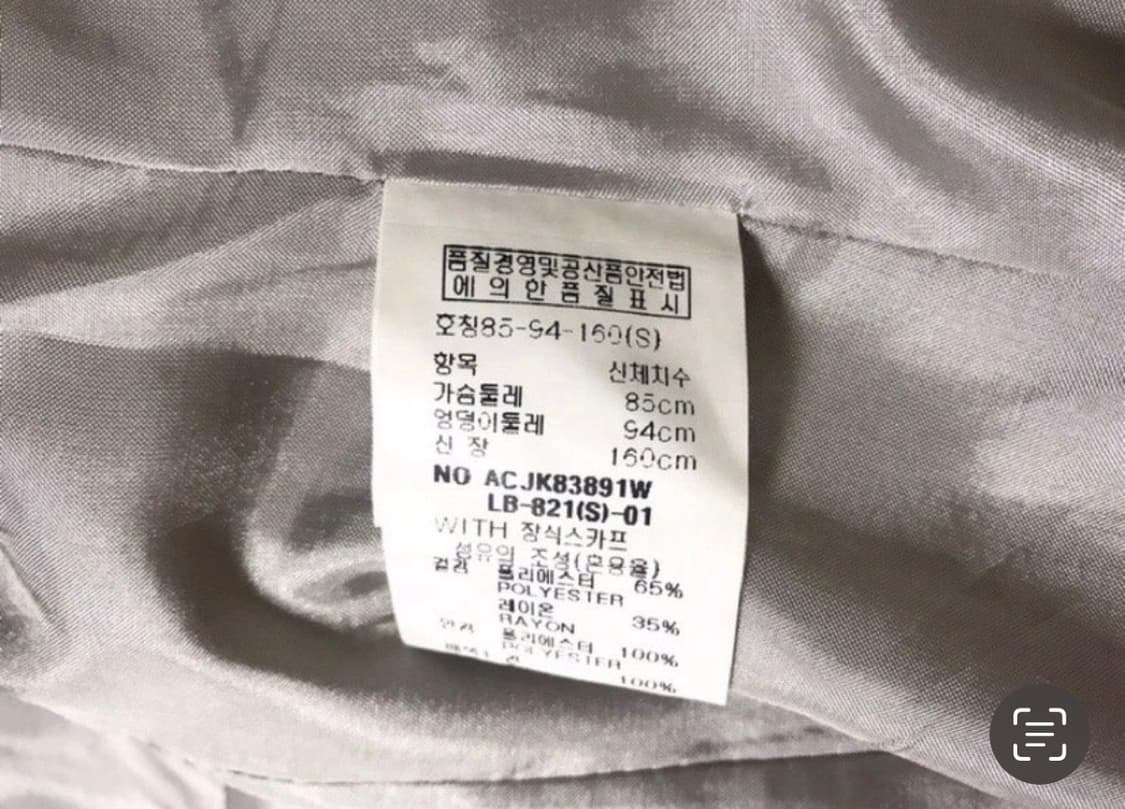 품질경영및공산품안전법
에 의 한 품 질 표 시
호칭85-94-160(S)
항목 신체치수
가슴둘레 85cm
엉덩이둘레 94cm
신 장 160cm
NO ACJK83891W
LB-821(S)-01
WITH 장식스카프
섬유의 조성(혼용율)
겉감 폴리에스터 65%
POLYESTER
레이온 35%
RAYON
안감 폴리에스터 100%
POLYESTER
100%